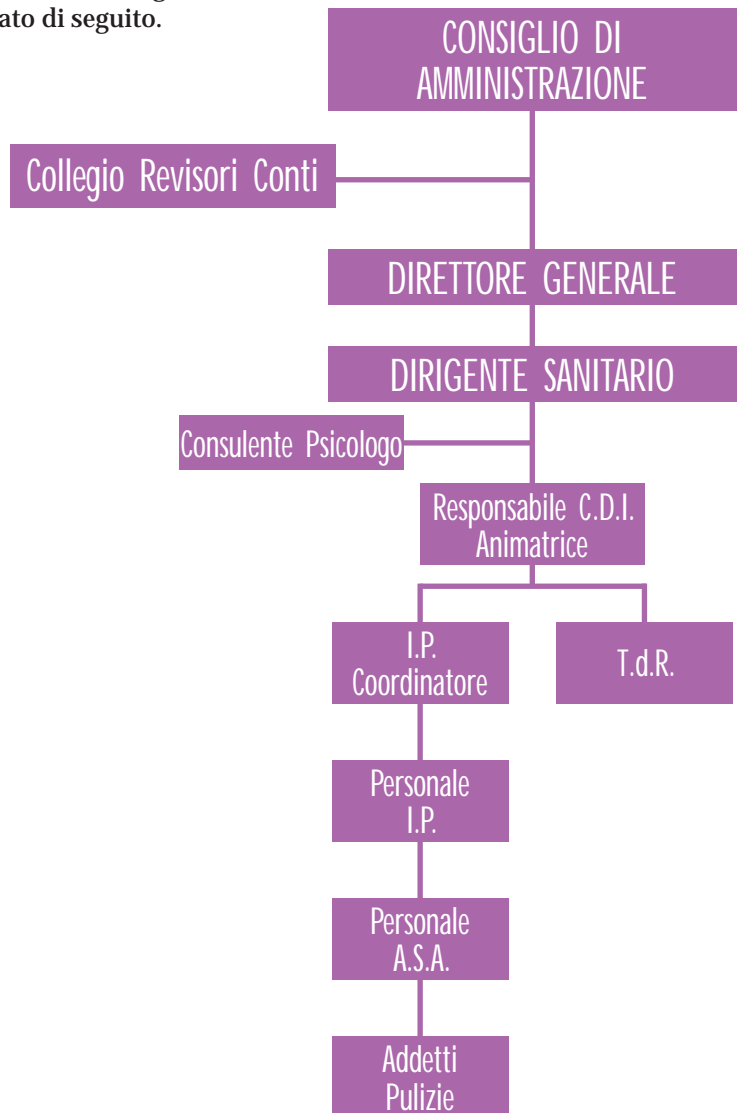 ato di seguito.
CONSIGLIO DI
AMMINISTRAZIONE
Collegio Revisori Conti
DIRETTORE GENERALE
DIRIGENTE SANITARIO
Consulente Psicologo
Responsabile C.D.I.
Animatrice
I.P.
Coordinatore
T.d.R.
Personale
I.P.
Personale
A.S.A.
Addetti
Pulizie